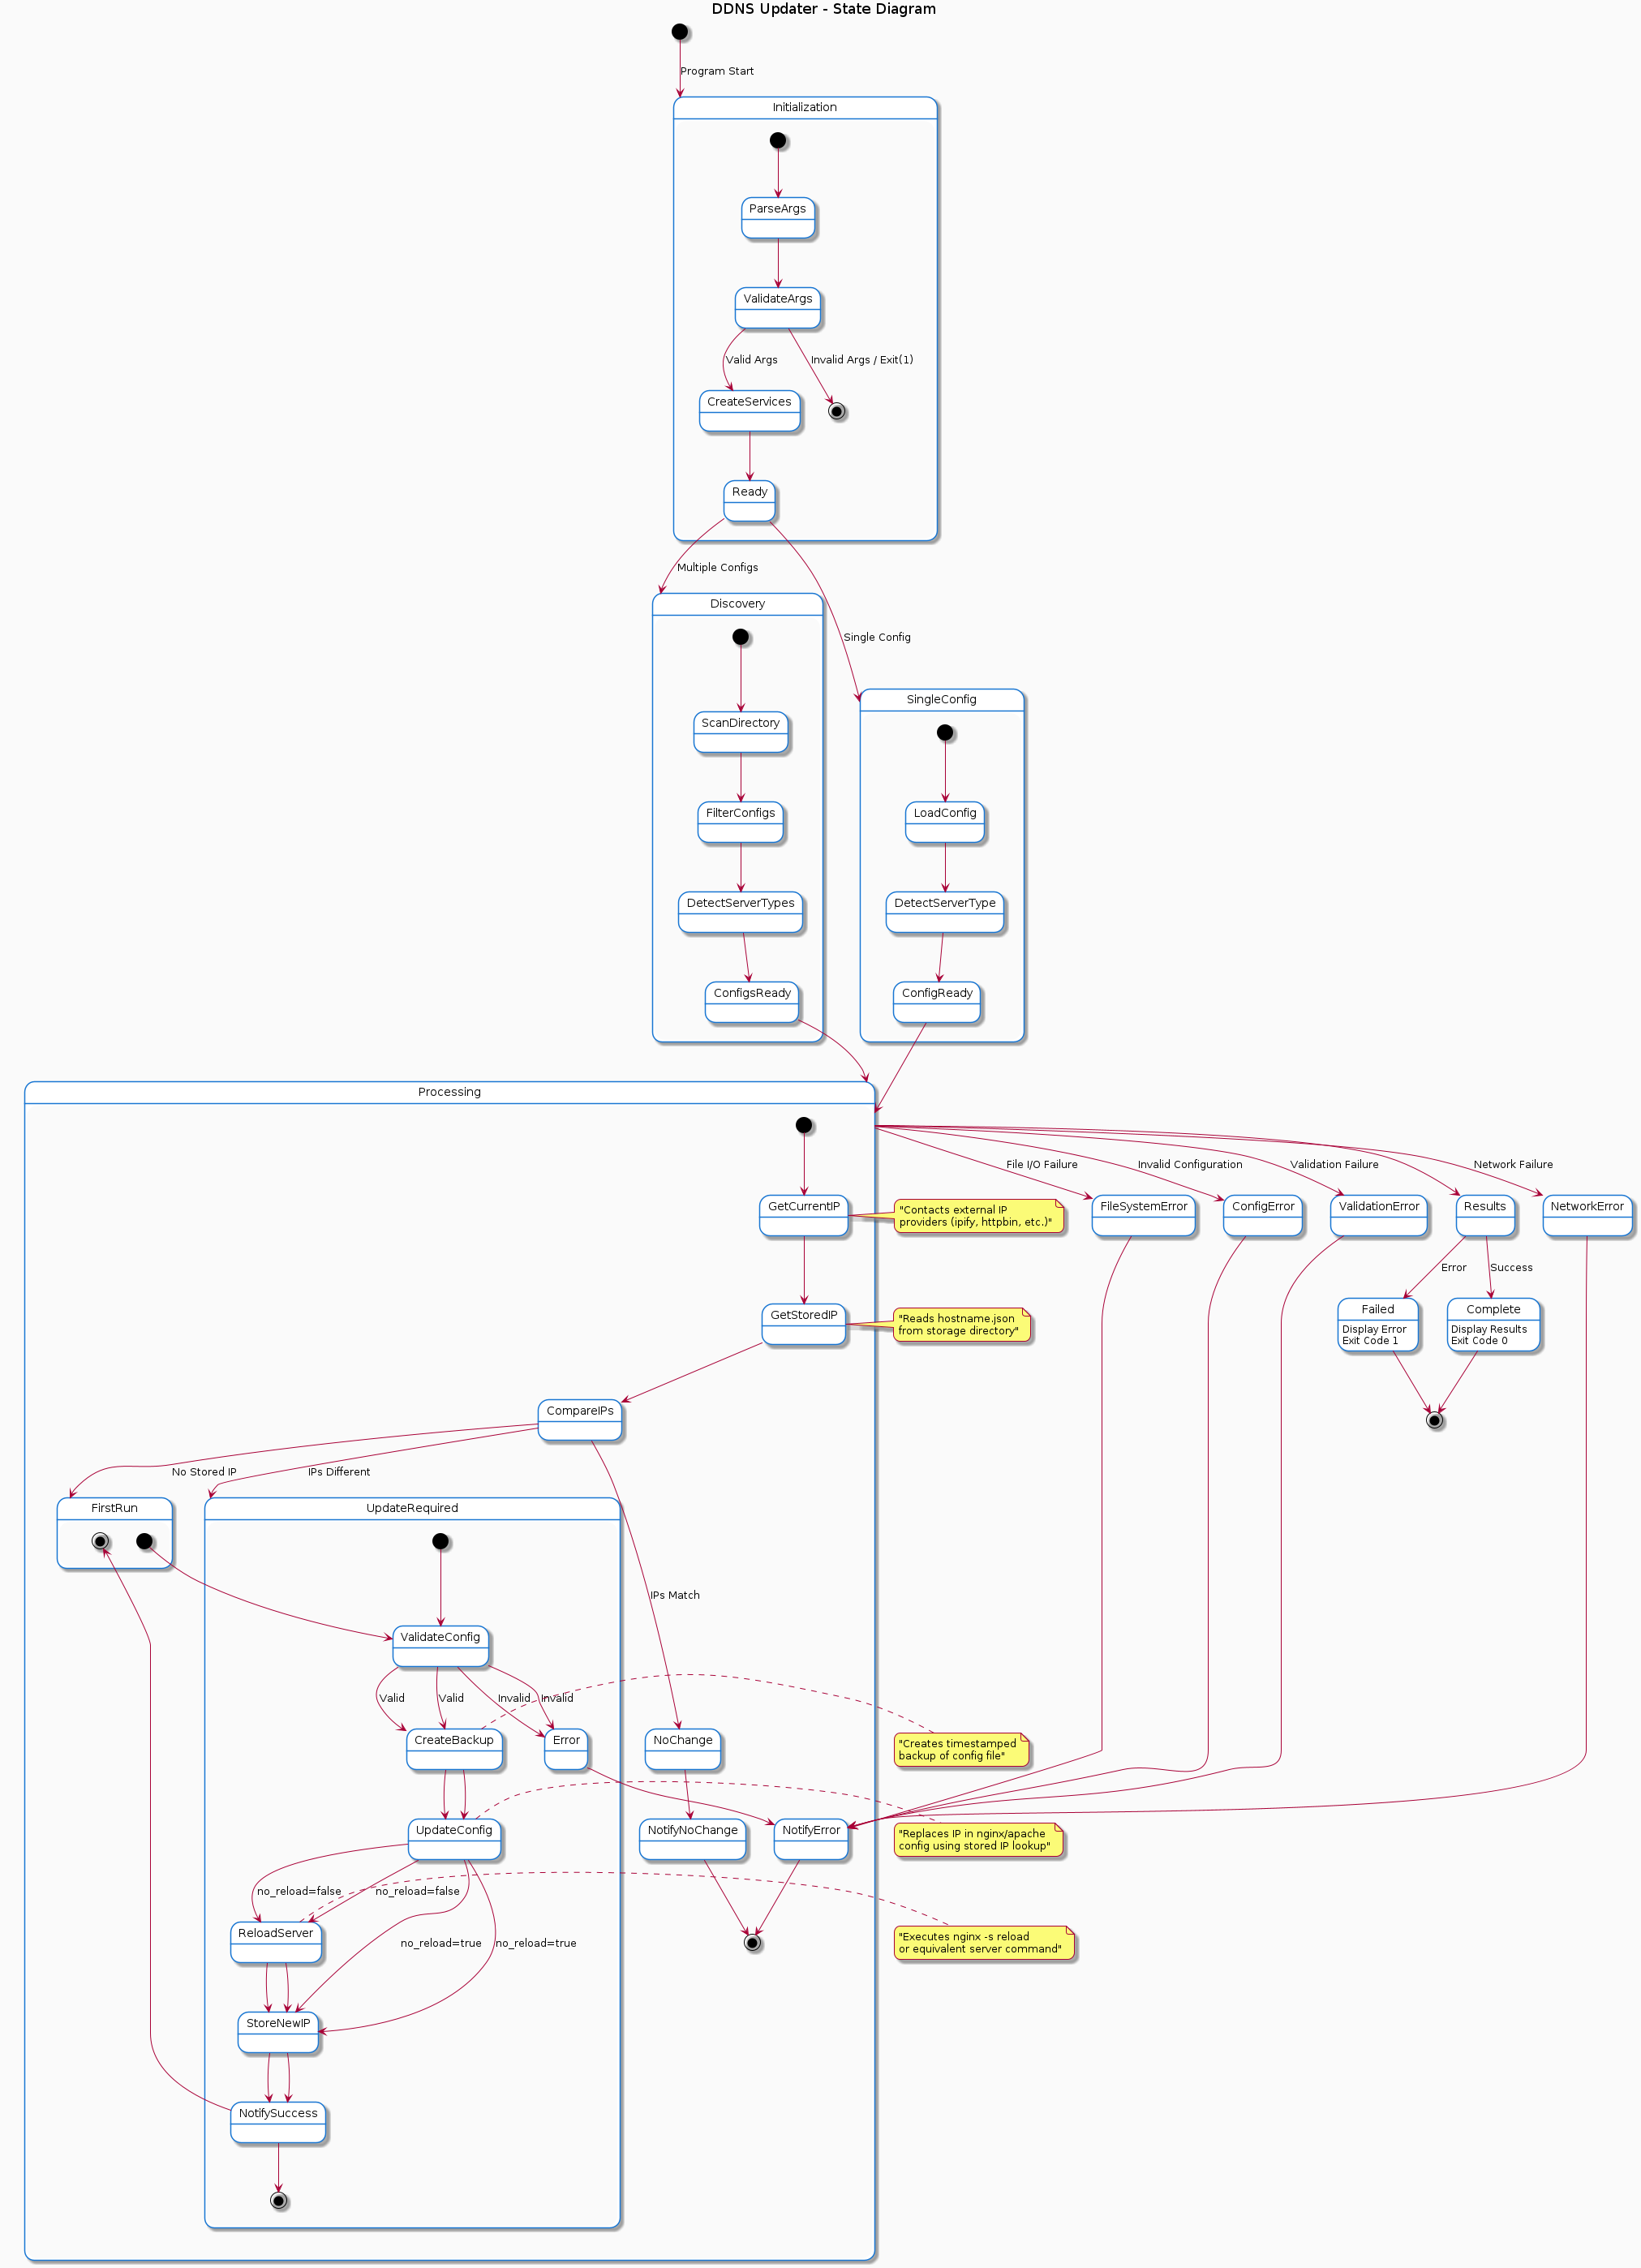 DDNS Updater - State Diagram
Program Start
Initialization
ParseArgs
ValidateArgs
Valid Args
Invalid Args / Exit(1)
CreateServices
Ready
Multiple Configs
Discovery
Single Config
SingleConfig
ScanDirectory
LoadConfig
FilterConfigs
DetectServerTypes
DetectServerType
ConfigsReady
ConfigReady
Processing
File I/O Failure
Invalid Configuration
Validation Failure
Network Failure
GetCurrentIP
"Contacts external IP
providers (ipify, httpbin, etc.)"
FileSystemError
ConfigError
ValidationError
Results
NetworkError
Error
Success
GetStoredIP
"Reads hostname.json
from storage directory"
Failed
Display Error
Exit Code 1
Complete
Display Results
Exit Code 0
CompareIPs
No Stored IP
IPs Different
FirstRun
UpdateRequired
IPs Match
ValidateConfig
Valid
Valid
Invalid
Invalid
CreateBackup
Error
NoChange
"Creates timestamped
backup of config file"
UpdateConfig
NotifyNoChange
NotifyError
"Replaces IP in nginx/apache
config using stored IP lookup"
no_reload=false
no_reload=false
ReloadServer
no_reload=true
no_reload=true
"Executes nginx -s reload
or equivalent server command"
StoreNewIP
NotifySuccess